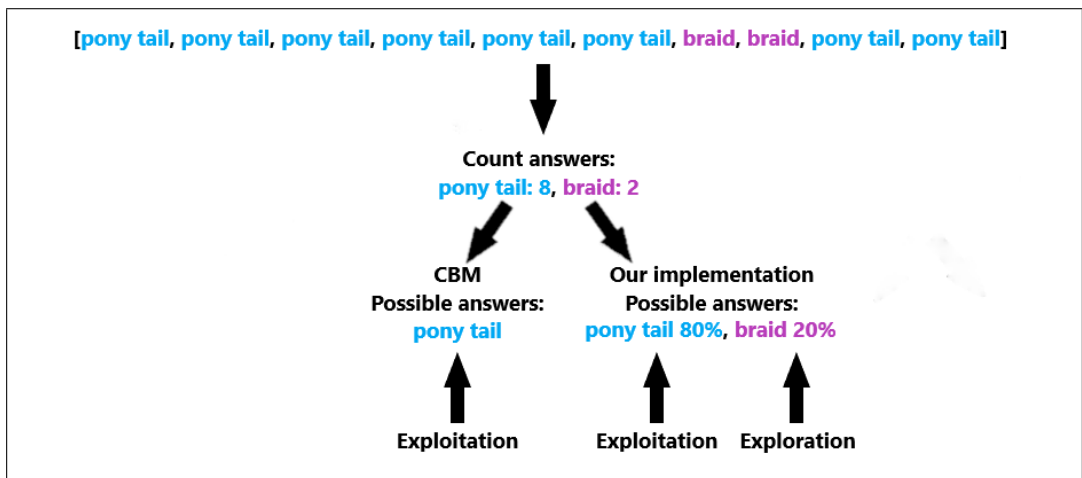 [pony tail, pony tail, pony tail, pony tail, pony tail, pony tail, braid, braid, pony tail, pony tail]
Count answers:
pony tail: 8, braid: 2
CBM
Possible answers:
pony tail
Our implementation
Possible answers:
pony tail 80%, braid 20%
Exploitation
Exploitation
Exploration